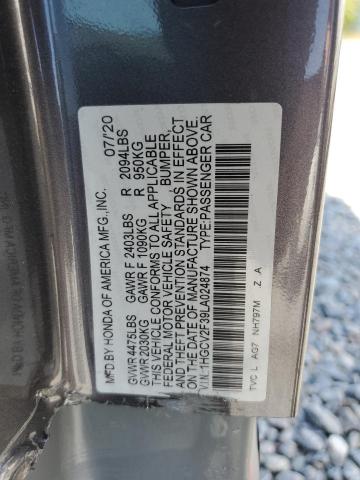 MFD.BY HONDA OF AMERICA MFG.,INC. 07/'20
GVWR 4475LBS GAWR F 2403LBS R 2094LBS
GVWR 2030KG GAWR F 1090KG R 950KG
THIS VEHICLE CONFORMS TO ALL APPLICABLE
FEDERAL MOTOR VEHICLE SAFETY, BUMPER,
AND THEFT PREVENTION STANDARDS IN EFFECT
ON THE DATE OF MANUFACTURE SHOWN ABOVE.
V.I.N.:1HGCV2F39LA024874 TYPE:PASSENGER CAR
TVC L AG7 NH797M Z A